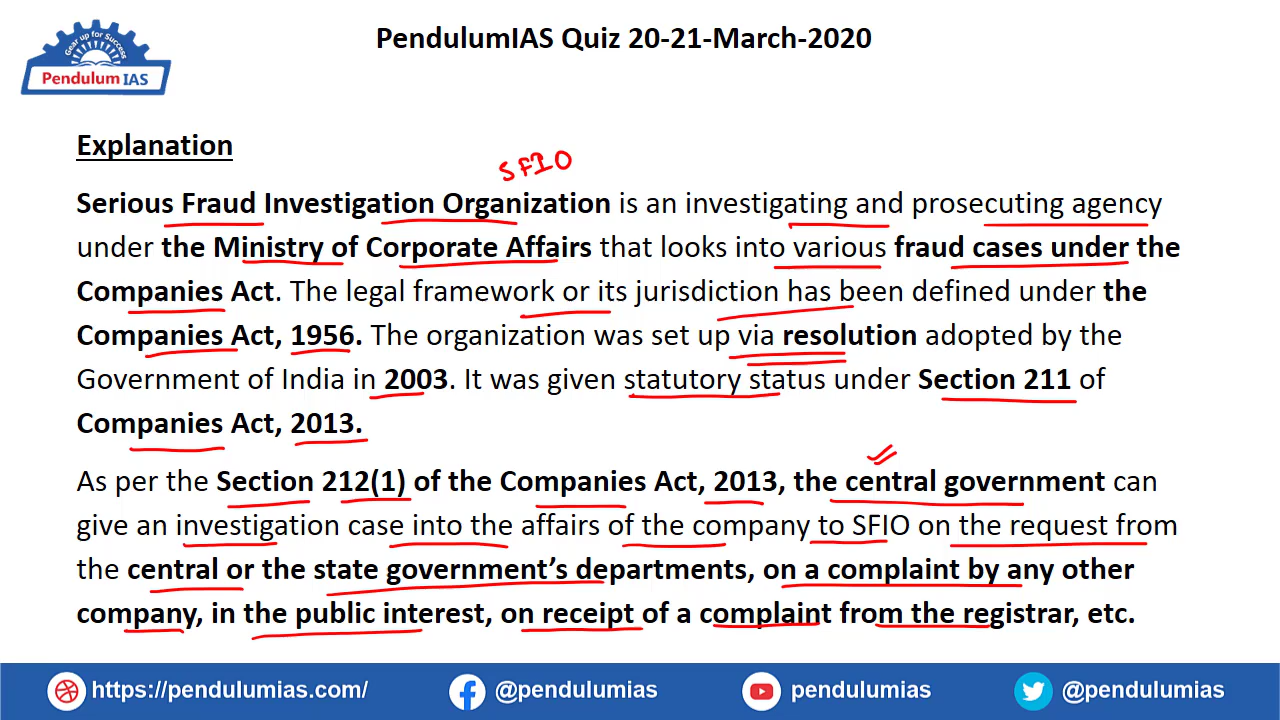 PendulumIAS Quiz 20-21-March-2020
Gear up for Success
Pendulum IAS
Explanation
SFIO
Serious Fraud Investigation Organization is an investigating and prosecuting agency
under the Ministry of Corporate Affairs that looks into various fraud cases under the
Companies Act. The legal framework or its jurisdiction has been defined under the
Companies Act, 1956. The organization was set up via resolution adopted by the
Government of India in 2003. It was given statutory status under Section 211 of
Companies Act, 2013.
As per the Section 212(1) of the Companies Act, 2013, the central government can
give an investigation case into the affairs of the company to SFIO on the request from
the central or the state government’s departments, on a complaint by any other
company, in the public interest, on receipt of a complaint from the registrar, etc.
https://pendulumias.com/
@pendulumias
pendulumias
@pendulumias